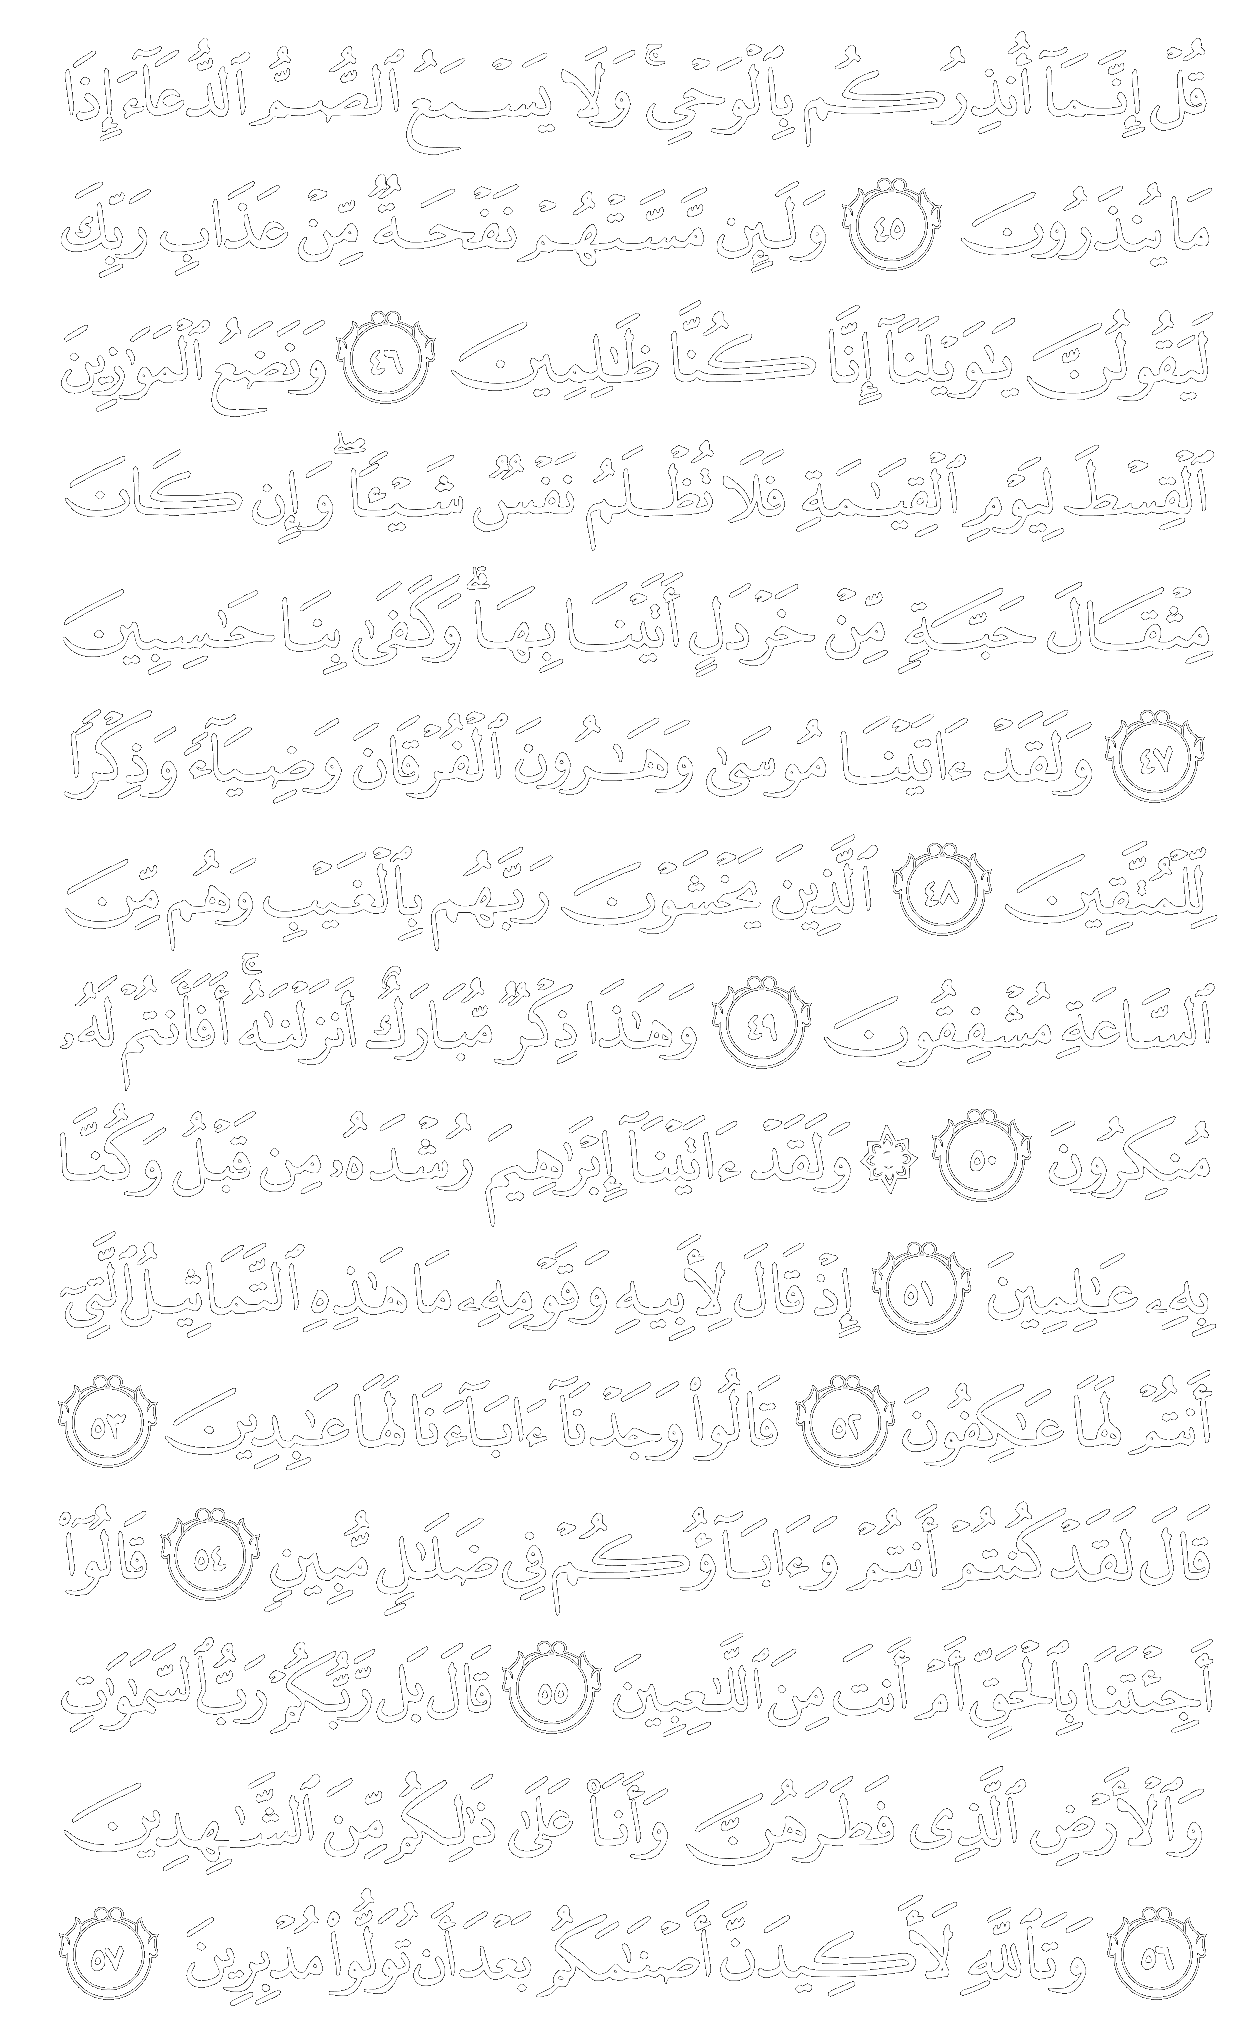 قُلْ إِنَّمَآ أُنذِرُكُم بِٱلْوَحْىِ ۚ وَلَا يَسْمَعُ ٱلصُّمُّ ٱلدُّعَآءَ إِذَا
مَا يُنذَرُونَ ٤٥ وَلَئِن مَّسَّتْهُمْ نَفْحَةٌ مِّنْ عَذَابِ رَبِّكَ
لَيَقُولُنَّ يَـٰوَيْلَنَآ إِنَّا كُنَّا ظَـٰلِمِينَ ٤٦ وَنَضَعُ ٱلْمَوَٰزِينَ
ٱلْقِسْطَ لِيَوْمِ ٱلْقِيَـٰمَةِ فَلَا تُظْلَمُ نَفْسٌ شَيْـًٔا ۖ وَإِن كَانَ
مِثْقَالَ حَبَّةٍ مِّنْ خَرْدَلٍ أَتَيْنَا بِهَا ۗ وَكَفَىٰ بِنَا حَـٰسِبِينَ
٤٧ وَلَقَدْ ءَاتَيْنَا مُوسَىٰ وَهَـٰرُونَ ٱلْفُرْقَانَ وَضِيَآءً وَذِكْرًا
لِّلْمُتَّقِينَ ٤٨ ٱلَّذِينَ يَخْشَوْنَ رَبَّهُم بِٱلْغَيْبِ وَهُم مِّنَ
ٱلسَّاعَةِ مُشْفِقُونَ ٤٩ وَهَـٰذَا ذِكْرٌ مُّبَارَكٌ أَنزَلْنَـٰهُ ۚ أَفَأَنتُمْ لَهُۥ
مُنكِرُونَ ٥٠ ۞ وَلَقَدْ ءَاتَيْنَآ إِبْرَٰهِيمَ رُشْدَهُۥ مِن قَبْلُ وَكُنَّا
بِهِۦ عَـٰلِمِينَ ٥١ إِذْ قَالَ لِأَبِيهِ وَقَوْمِهِۦ مَا هَـٰذِهِ ٱلتَّمَاثِيلُ ٱلَّتِىٓ
أَنتُمْ لَهَا عَـٰكِفُونَ ٥٢ قَالُوا۟ وَجَدْنَآ ءَابَآءَنَا لَهَا عَـٰبِدِينَ ٥٣
قَالَ لَقَدْ كُنتُمْ أَنتُمْ وَءَابَآؤُكُمْ فِى ضَلَـٰلٍ مُّبِينٍ ٥٤ قَالُوٓا۟
أَجِئْتَنَا بِٱلْحَقِّ أَمْ أَنتَ مِنَ ٱللَّـٰعِبِينَ ٥٥ قَالَ بَل رَّبُّكُمْ رَبُّ ٱلسَّمَـٰوَٰتِ
وَٱلْأَرْضِ ٱلَّذِى فَطَرَهُنَّ وَأَنَا۠ عَلَىٰ ذَٰلِكُم مِّنَ ٱلشَّـٰهِدِينَ
٥٦ وَتَٱللَّهِ لَأَكِيدَنَّ أَصْنَـٰمَكُم بَعْدَ أَن تُوَلُّوا۟ مُدْبِرِينَ ٥٧